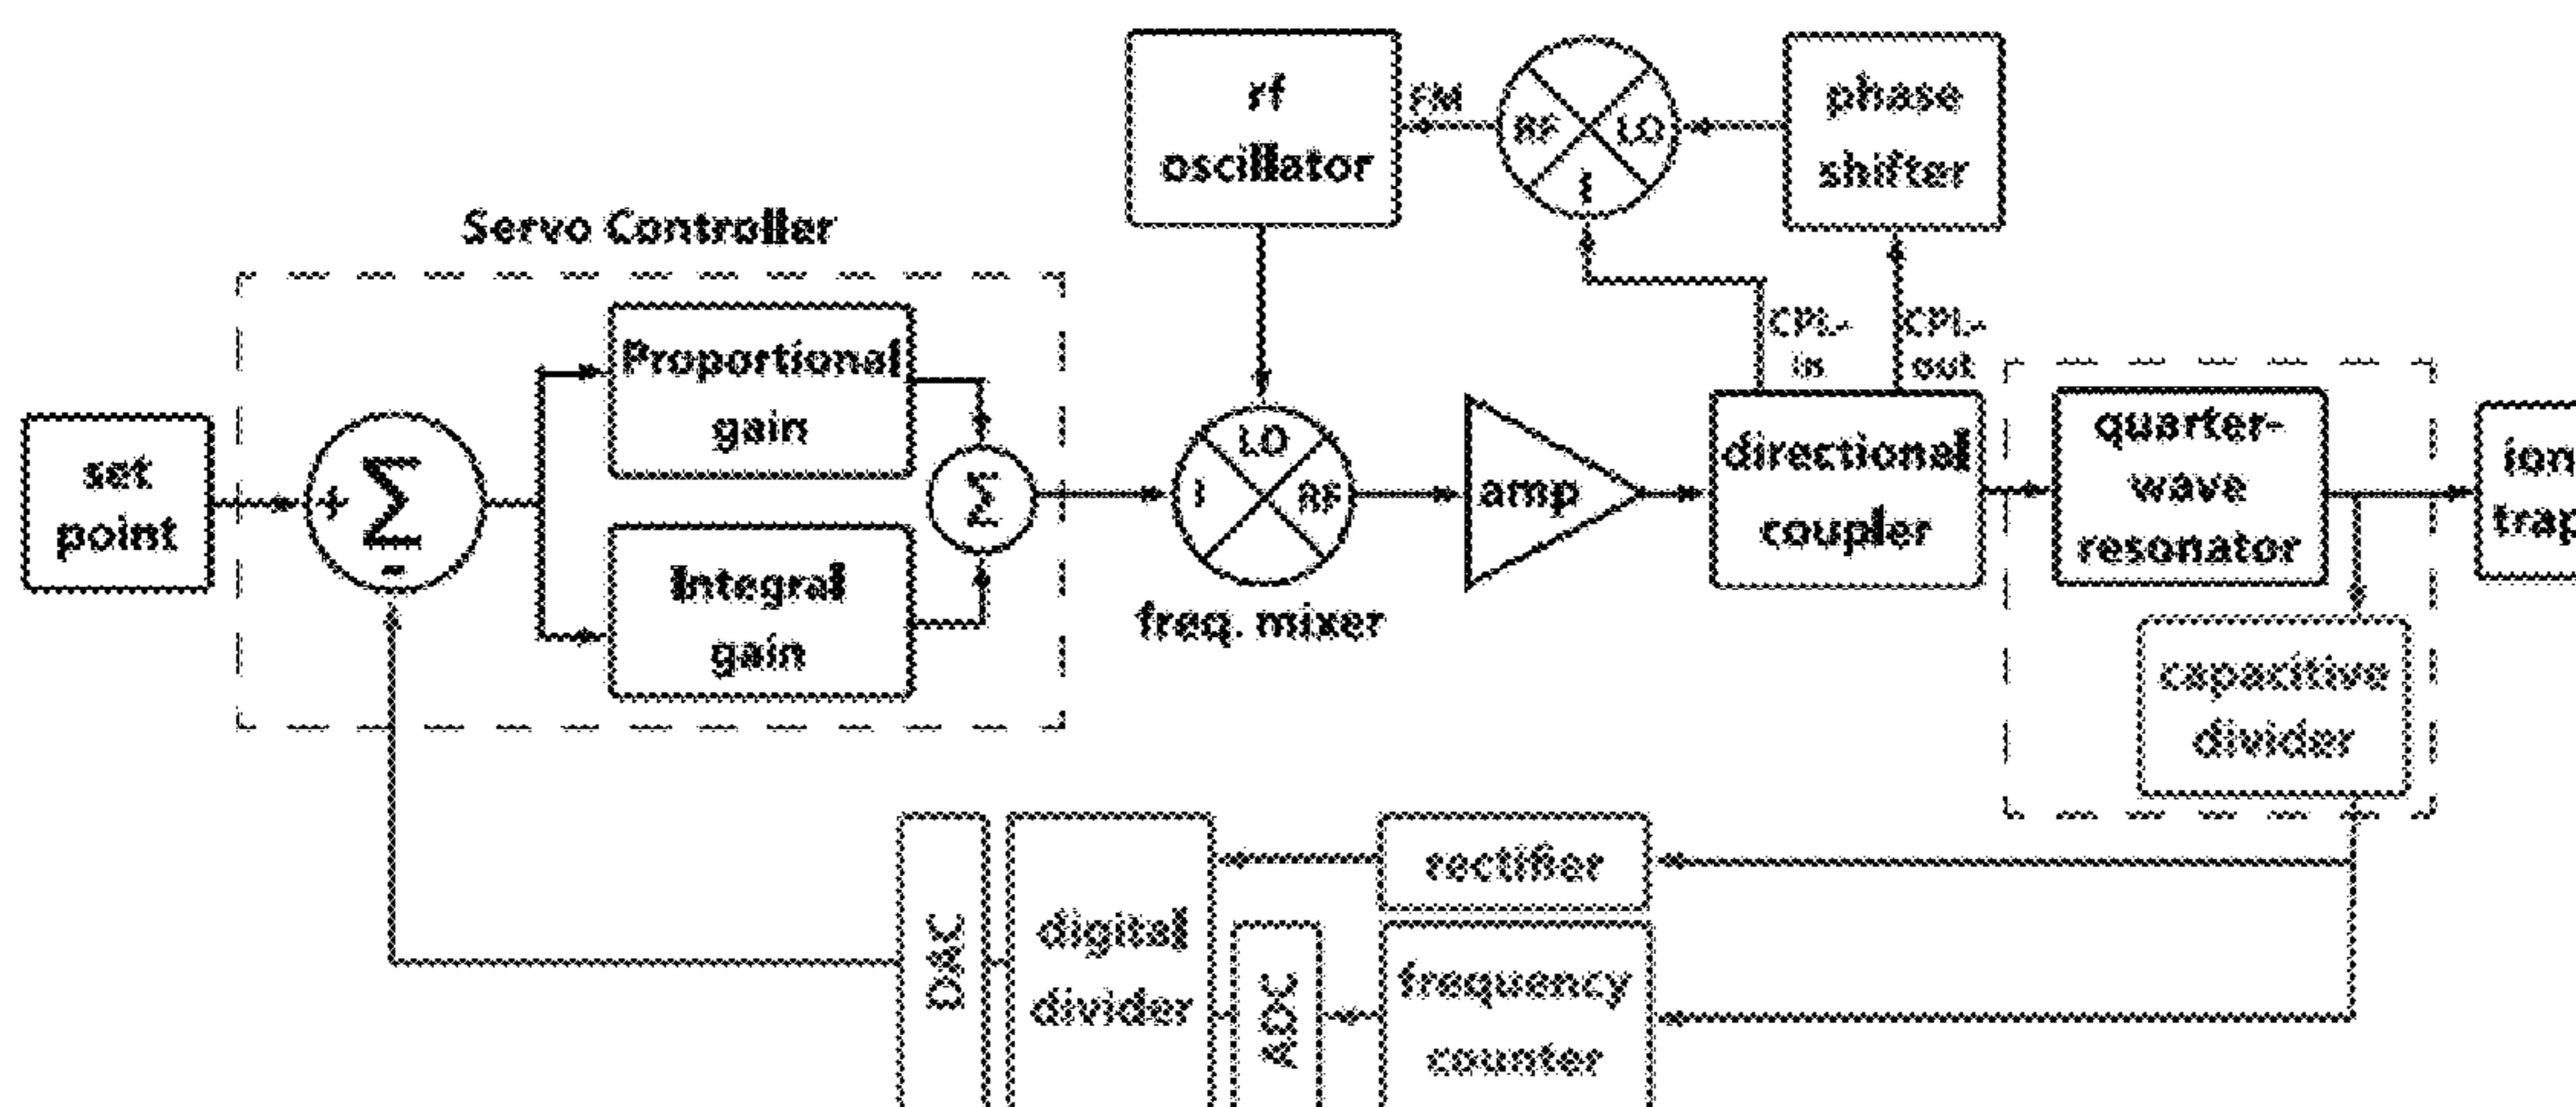 Servo Controller
set
point
+
Σ
-
Proportional
gain
Integral
gain
Σ
rf
oscillator
FM
RF
LO
I
phase
shifter
CPL-
in
CPL-
out
LO
I
RF
freq. mixer
amp
directional
coupler
quarter-
wave
resonator
ion
trap
capacitive
divider
rectifier
frequency
counter
ADC
digital
divider
DAC